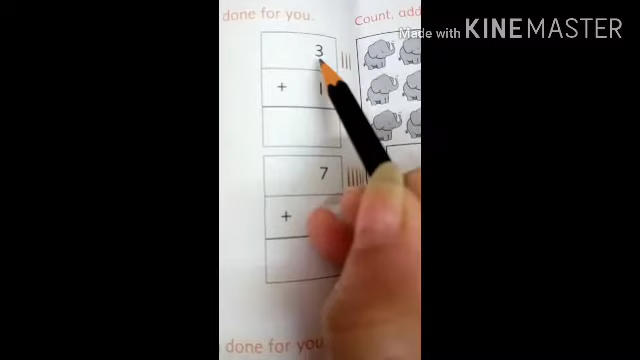 done for you.
Count, add
Made with KINEMASTER
3
+ 1
7
+
done for you